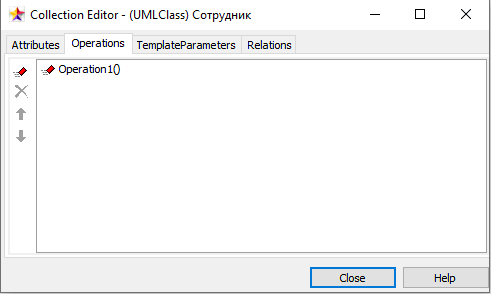 Collection Editor - (UMLClass) Сотрудник
Attributes Operations TemplateParameters Relations
Operation1()
Close Help